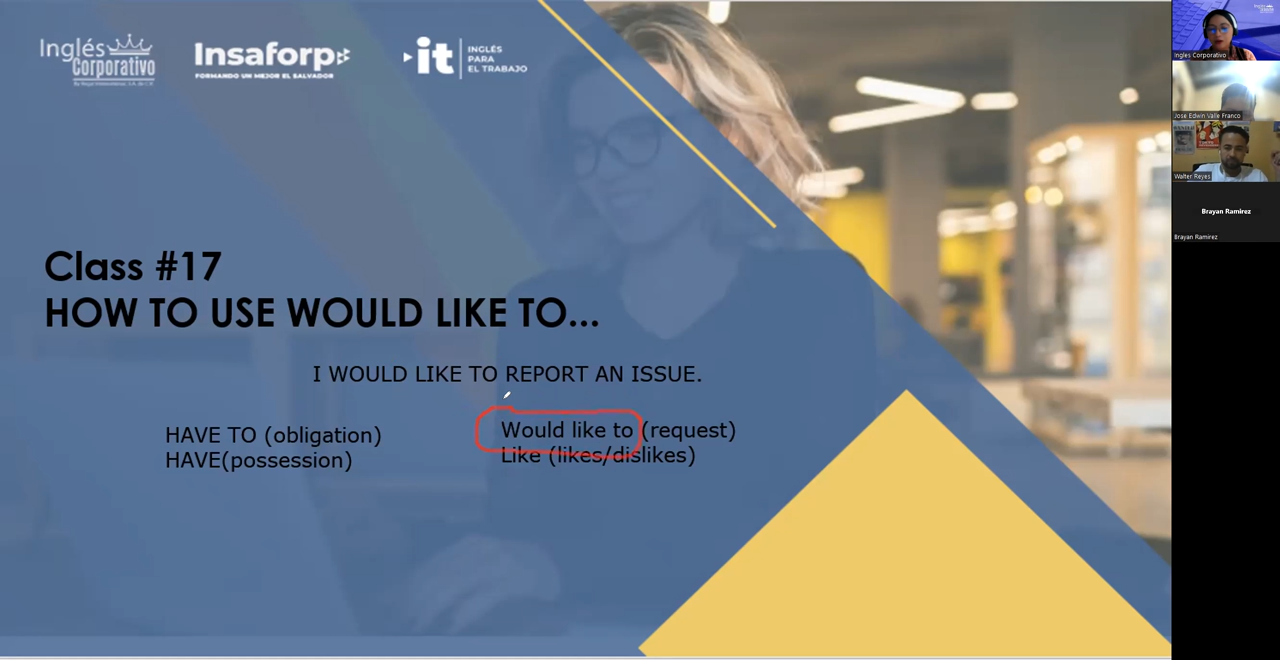 Inglés
Corporativo
Insaforp
FORMANDO UN MEJOR EL SALVADOR
it
INGLÉS
PARA
EL TRABAJO
Class #17
HOW TO USE WOULD LIKE TO...
I WOULD LIKE TO REPORT AN ISSUE.
HAVE TO (obligation)
HAVE(possession)
Would like to (request)
Like (likes/dislikes)
Ingles Corporativo
Jose Edwin Valle Franco
Walter Reyes
Brayan Ramirez
Brayan Ramirez